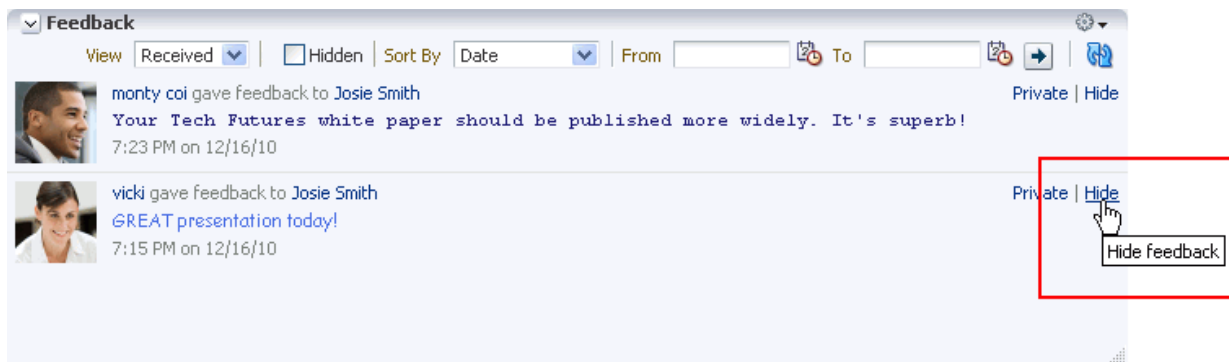 Feedback
View Received Hidden Sort By Date From To
monty coi gave feedback to Josie Smith Private | Hide
Your Tech Futures white paper should be published more widely. It's superb!
7:23 PM on 12/16/10
vicki gave feedback to Josie Smith Private | Hide
GREAT presentation today!
7:15 PM on 12/16/10
Hide feedback